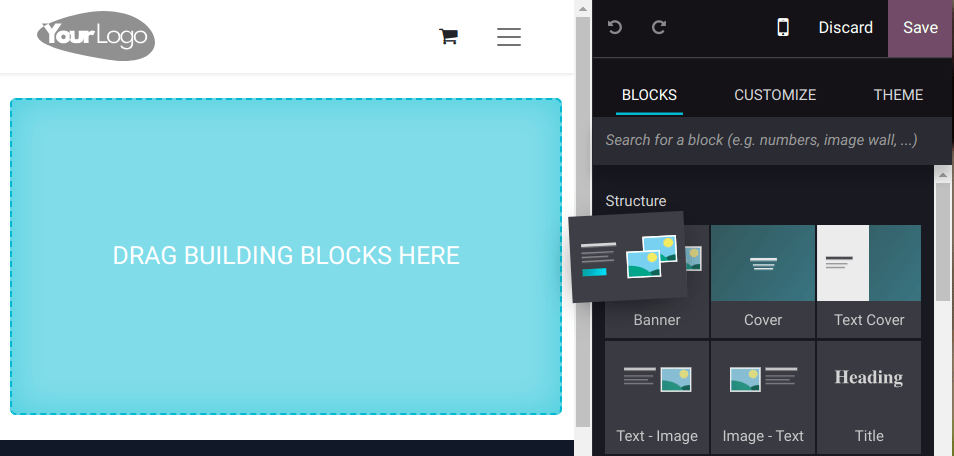 YourLogo
Discard
Save
BLOCKS
CUSTOMIZE
THEME
Search for a block (e.g. numbers, image wall, ...)
DRAG BUILDING BLOCKS HERE
Structure
Banner
Cover
Text Cover
Heading
Text - Image
Image - Text
Title